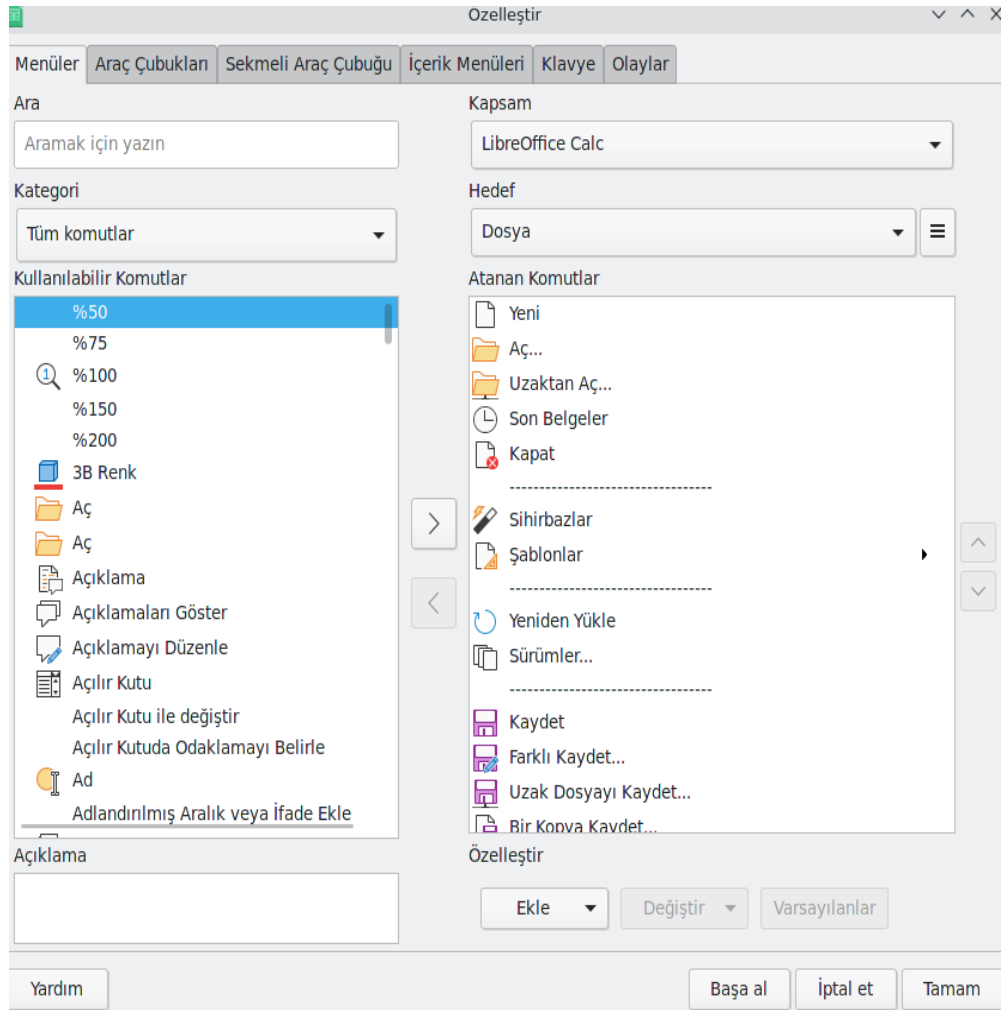 Özelleştir
Menüler Araç Çubukları Sekmeli Araç Çubuğu İçerik Menüleri Klavye Olaylar
Ara
Aramak için yazın
Kategori
Tüm komutlar
Kullanılabilir Komutlar
%50
%75
1 %100
%150
%200
3B Renk
Aç
Aç
Açıklama
Açıklamaları Göster
Açıklamayı Düzenle
Açılır Kutu
Açılır Kutu ile değiştir
Açılır Kutuda Odaklamayı Belirle
Ad
Adlandırılmış Aralık veya İfade Ekle
Açıklama
Kapsam
LibreOffice Calc
Hedef
Dosya
Atanan Komutlar
Yeni
Aç...
Uzaktan Aç...
Son Belgeler
Kapat
---------------------------------
Sihirbazlar
Şablonlar
---------------------------------
Yeniden Yükle
Sürümler...
---------------------------------
Kaydet
Farklı Kaydet...
Uzak Dosyayı Kaydet...
Bir Kopya Kaydet...
Özelleştir
Ekle Değiştir Varsayılanlar
Yardım Başa al İptal et Tamam